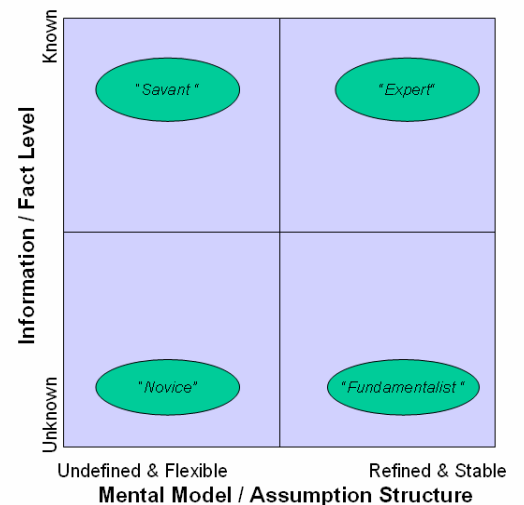 Known
"Savant "
"Expert"
Information / Fact Level
"Novice"
"Fundamentalist "
Unknown
Undefined & Flexible
Refined & Stable
Mental Model / Assumption Structure